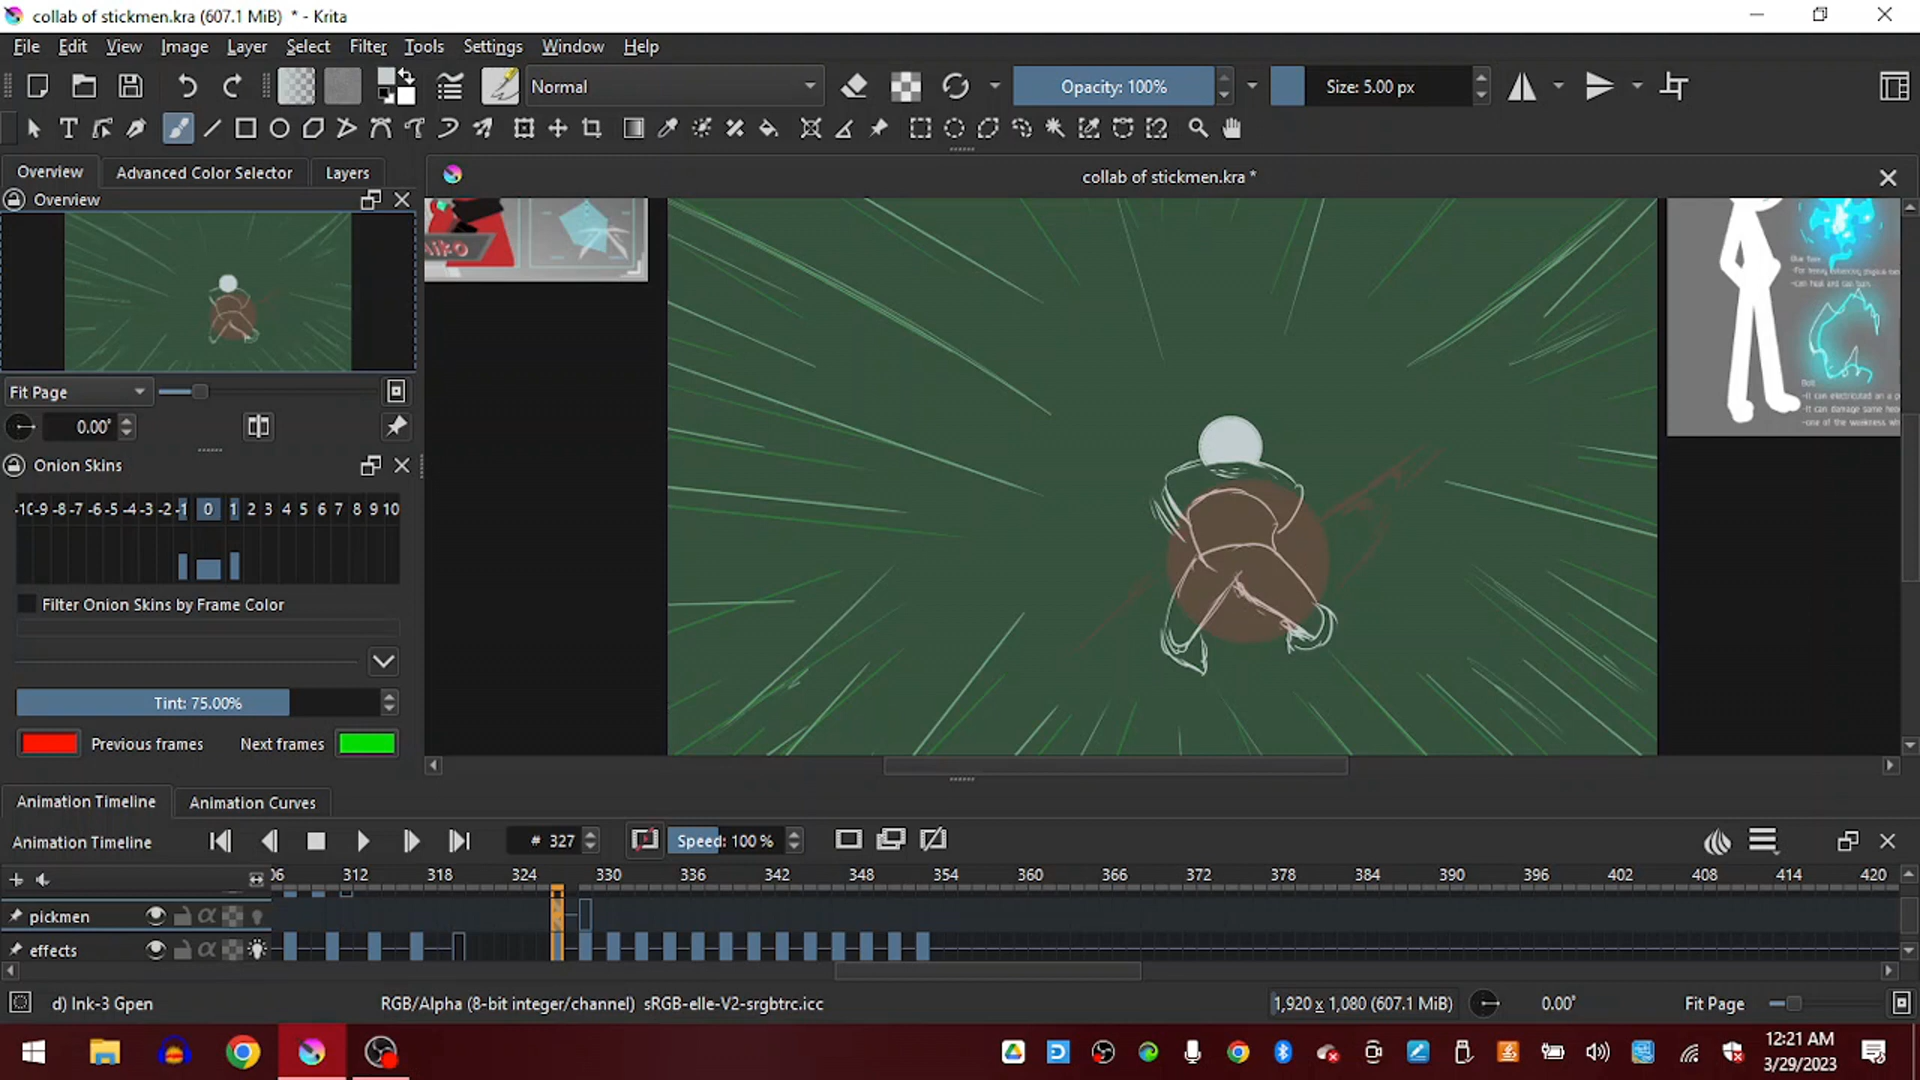 collab of stickmen.kra (607.1 MiB) * - Krita
File Edit View Image Layer Select Filter Tools Settings Window Help
Normal Opacity: 100% Size: 5.00 px
Overview Advanced Color Selector Layers
collab of stickmen.kra *
Overview
Aiko
-It can damage same
Fit Page
0.00°
Onion Skins
-9 -8 -7 -6 -5 -4 -3 -2 -1 0 1 2 3 4 5 6 7 8 9 10
Filter Onion Skins by Frame Color
Tint: 75.00%
Previous frames Next frames
Animation Timeline Animation Curves
Animation Timeline # 327 Speed: 100 %
312 318 324 330 336 342 348 354 360 366 372 378 384 390 396 402 408 414 420
pickmen
effects
d) Ink-3 Gpen RGB/Alpha (8-bit integer/channel) sRGB-elle-V2-srgbtrc.icc 1,920 x 1,080 (607.1 MiB) 0.00° Fit Page
12:21 AM
3/29/2023